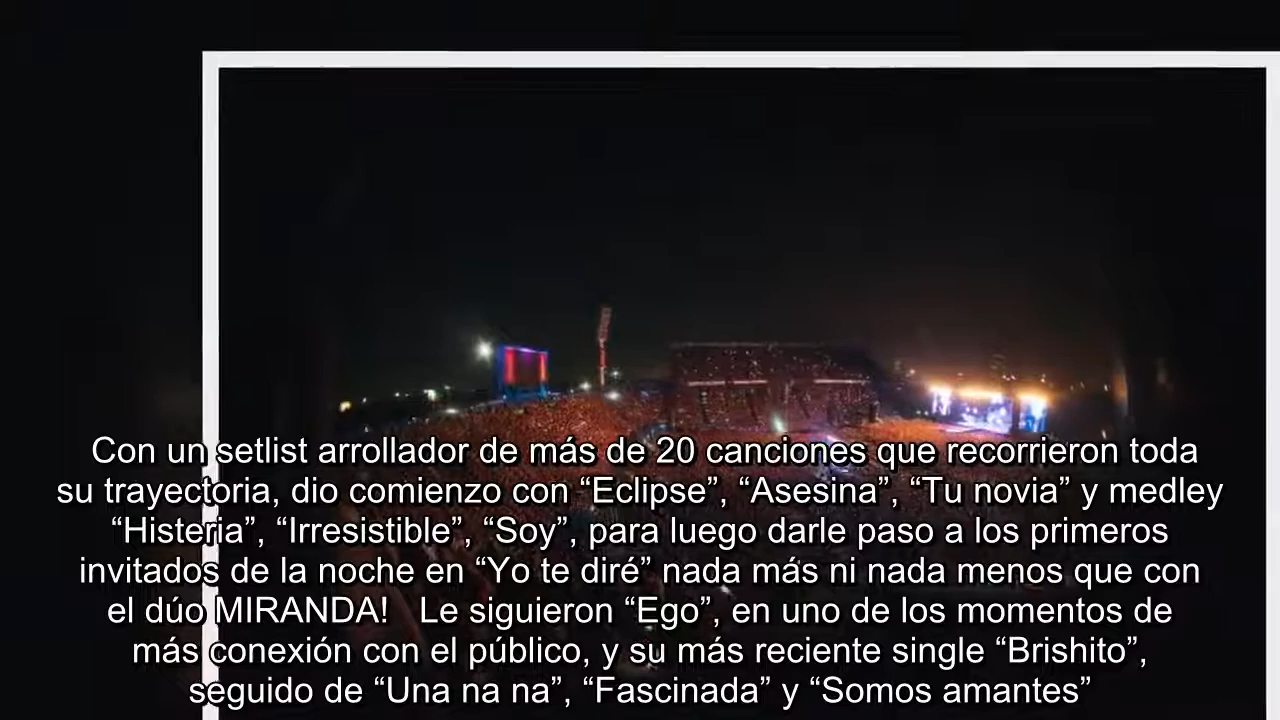 Con un setlist arrollador de más de 20 canciones que recorrieron toda
su trayectoria, dio comienzo con “Eclipse”, “Asesina”, “Tu novia” y medley
“Histeria”, “Irresistible”, “Soy”, para luego darle paso a los primeros
invitados de la noche en “Yo te diré” nada más ni nada menos que con
el dúo MIRANDA!   Le siguieron “Ego”, en uno de los momentos de
más conexión con el público, y su más reciente single “Brishito”,
seguido de “Una na na”, “Fascinada” y “Somos amantes”